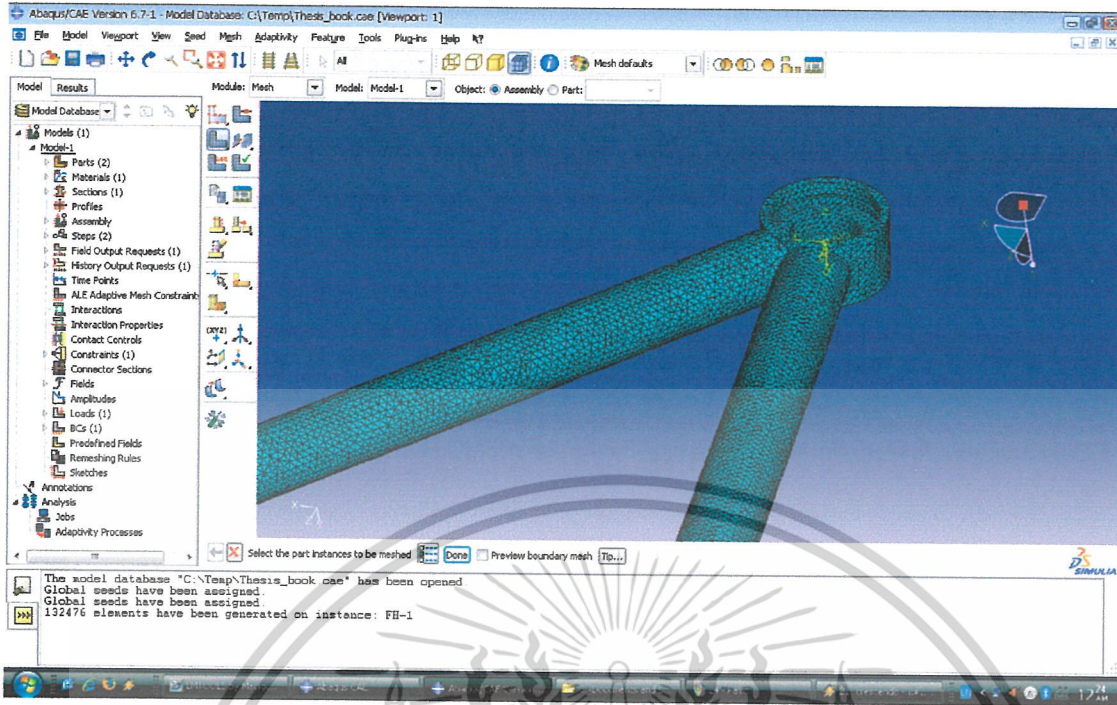 Abaqus/CAE Version 6.7-1 - Model Database: C:\Temp\Thesis_book.cae [Viewport: 1]
File Model Viewport View Seed Mesh Adaptivity Feature Tools Plug-ins Help
All Mesh defaults
Model Results Module: Mesh Model: Model-1 Object: Assembly Part:
Model Database
Models (1)
Model-1
Parts (2)
Materials (1)
Sections (1)
Profiles
Assembly
Steps (2)
Field Output Requests (1)
History Output Requests (1)
Time Points
ALE Adaptive Mesh Constraint
Interactions
Interaction Properties
Contact Controls
Constraints (1)
Connector Sections
Fields
Amplitudes
Loads (1)
BCs (1)
Predefined Fields
Remeshing Rules
Sketches
Annotations
Analysis
Jobs
Adaptivity Processes
(XYZ)
X
Select the part instances to be meshed Done Preview boundary mesh Tip...
SIMULIA
The model database "C:\Temp\Thesis_book.cae" has been opened.
Global seeds have been assigned.
Global seeds have been assigned.
132476 elements have been generated on instance: FH-1
>>>